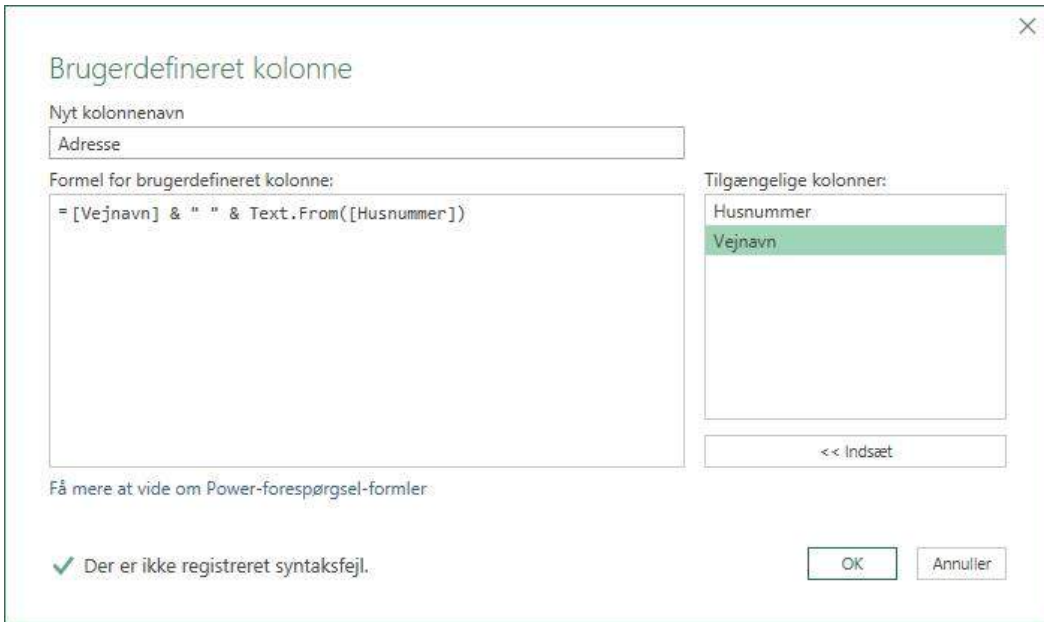 Brugerdefineret kolonne
Nyt kolonnenavn
Adresse
Formel for brugerdefineret kolonne:
= [Vejnavn] & " " & Text.From([Husnummer])
Tilgængelige kolonner:
Husnummer
Vejnavn
<< Indsæt
Få mere at vide om Power-forespørgsel-formler
Der er ikke registreret syntaksfejl.
OK
Annuller